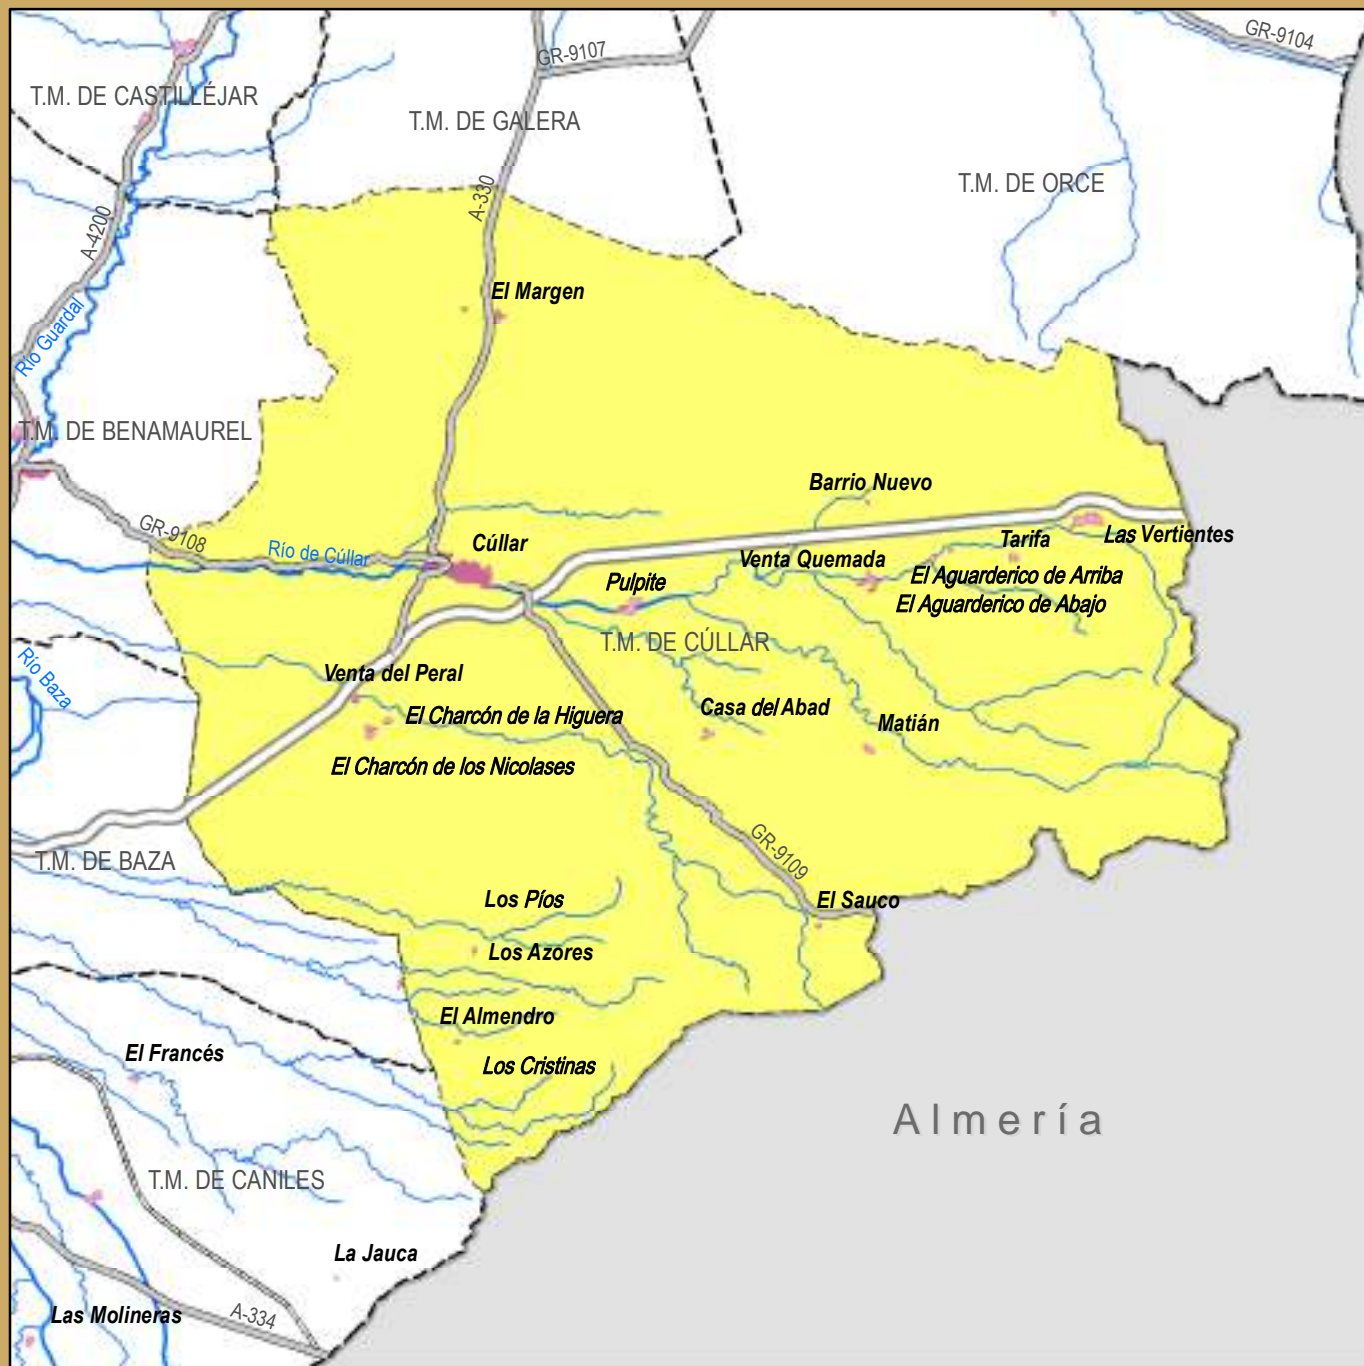 GR-9104
GR-9107
T.M. DE CASTILLÉJAR
T.M. DE GALERA
T.M. DE ORCE
A-330
A-4200
El Margen
Río Guardal
T.M. DE BENAMAUREL
Barrio Nuevo
GR-9108
Río de Cúllar
Cúllar
Tarifa
Las Vertientes
Venta Quemada
Pulpite
El Aguarderico de Arriba
El Aguarderico de Abajo
T.M. DE CÚLLAR
Río Baza
Venta del Peral
El Charcón de la Higuera
Casa del Abad
Matián
El Charcón de los Nicolases
GR-9109
T.M. DE BAZA
Los Píos
El Sauco
Los Azores
El Almendro
El Francés
Los Cristinas
Almería
T.M. DE CANILES
La Jauca
Las Molineras
A-334